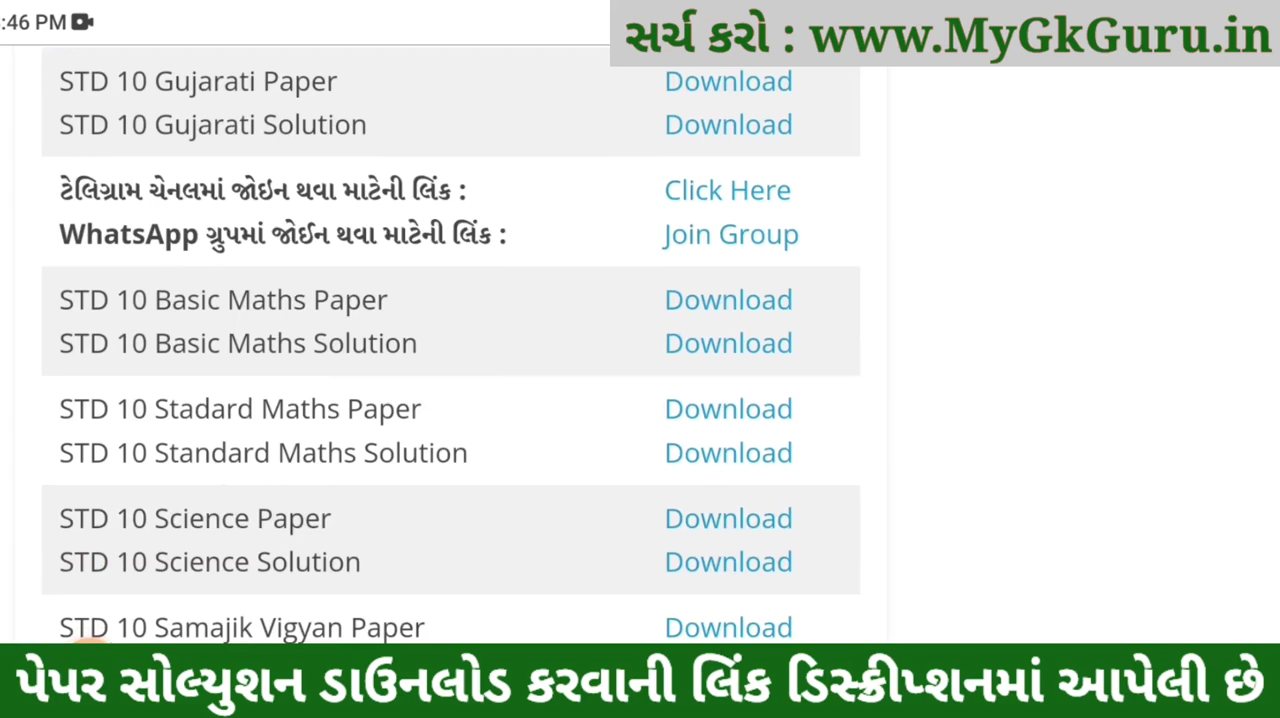 :46 PM
સર્ચ કરો : www.MyGkGuru.in
STD 10 Gujarati Paper Download
STD 10 Gujarati Solution Download
ટેલિગ્રામ ચેનલમાં જોઇન થવા માટેની લિંક : Click Here
WhatsApp ગ્રુપમાં જોઈન થવા માટેની લિંક : Join Group
STD 10 Basic Maths Paper Download
STD 10 Basic Maths Solution Download
STD 10 Stadard Maths Paper Download
STD 10 Standard Maths Solution Download
STD 10 Science Paper Download
STD 10 Science Solution Download
STD 10 Samajik Vigyan Paper Download
પેપર સોલ્યુશન ડાઉનલોડ કરવાની લિંક ડિસ્ક્રીપ્શનમાં આપેલી છે